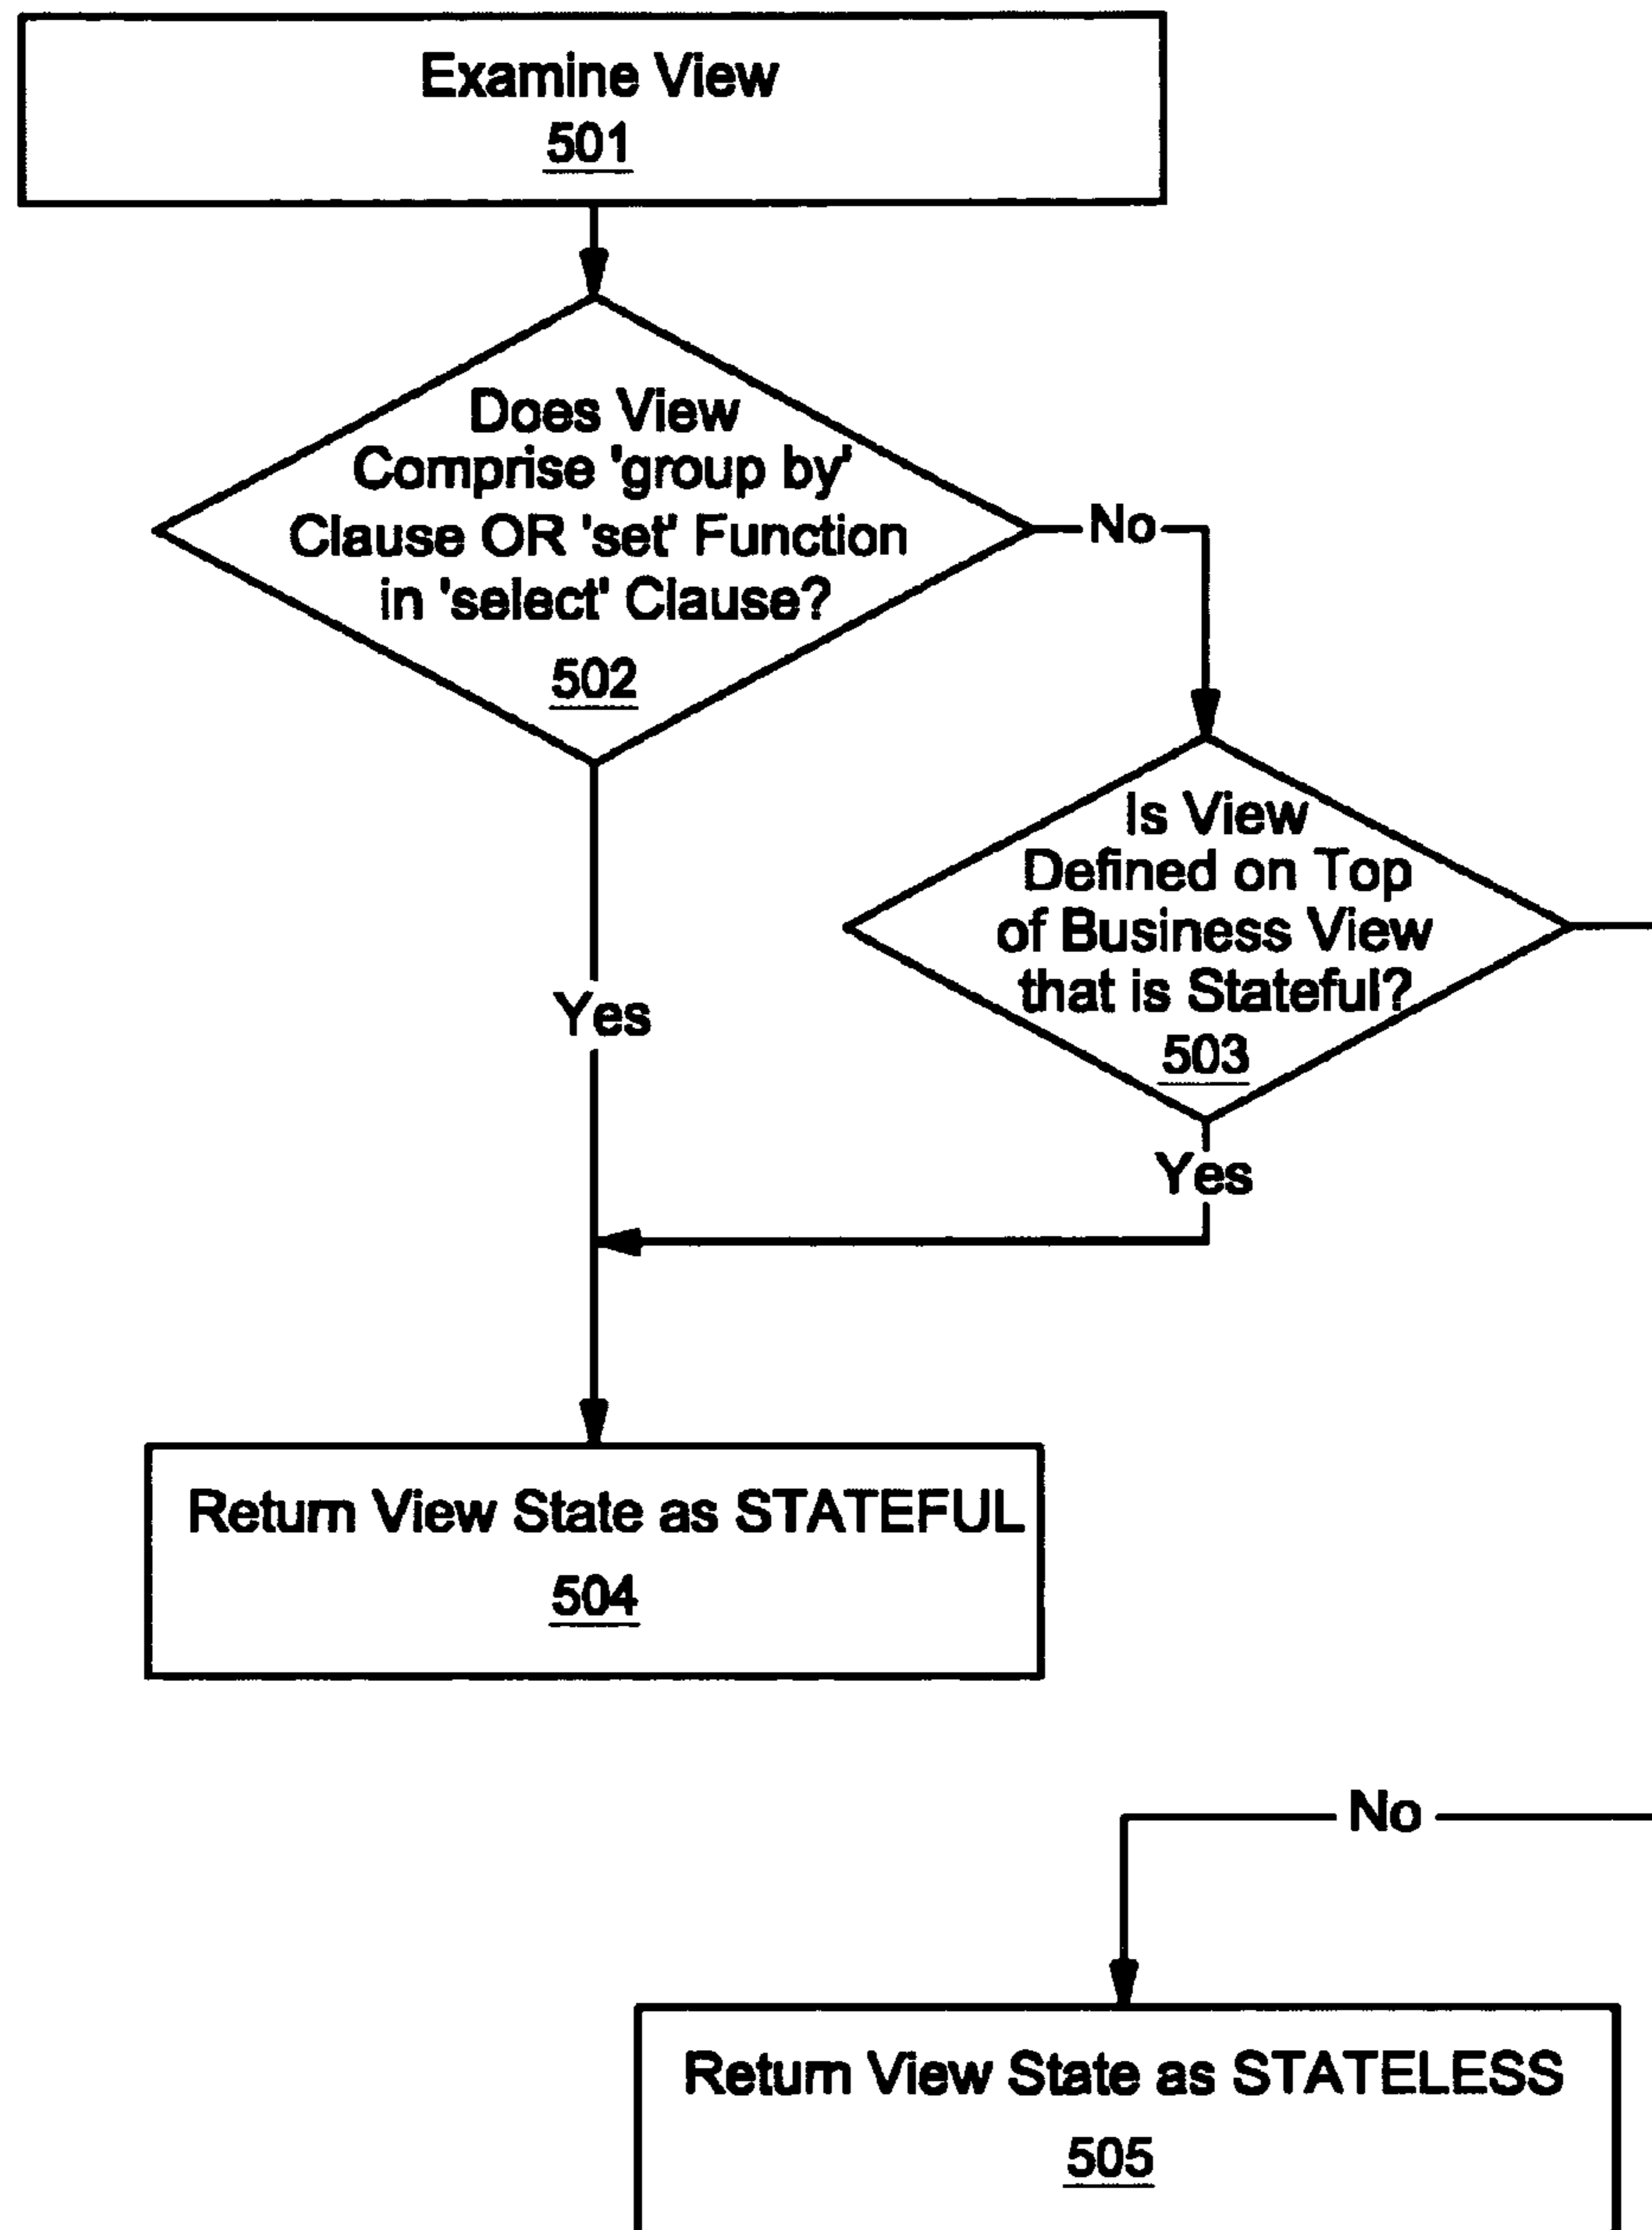 Examine View
501
Does View
Comprise 'group by'
Clause OR 'set' Function
in 'select' Clause?
502
No
Is View
Defined on Top
of Business View
that is Stateful?
503
Yes
Yes
Return View State as STATEFUL
504
No
Return View State as STATELESS
505